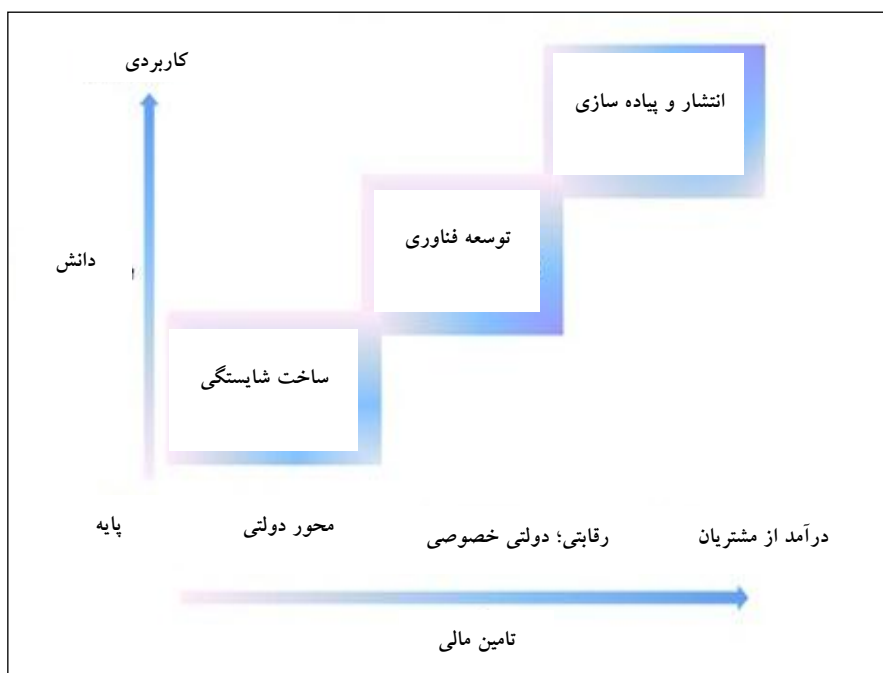 کاربردی
انتشار و پیاده سازی
توسعه فناوری
دانش
ساخت شایستگی
پایه
محور دولتی
رقابتی؛ دولتی خصوصی
درآمد از مشتریان
تامین مالی